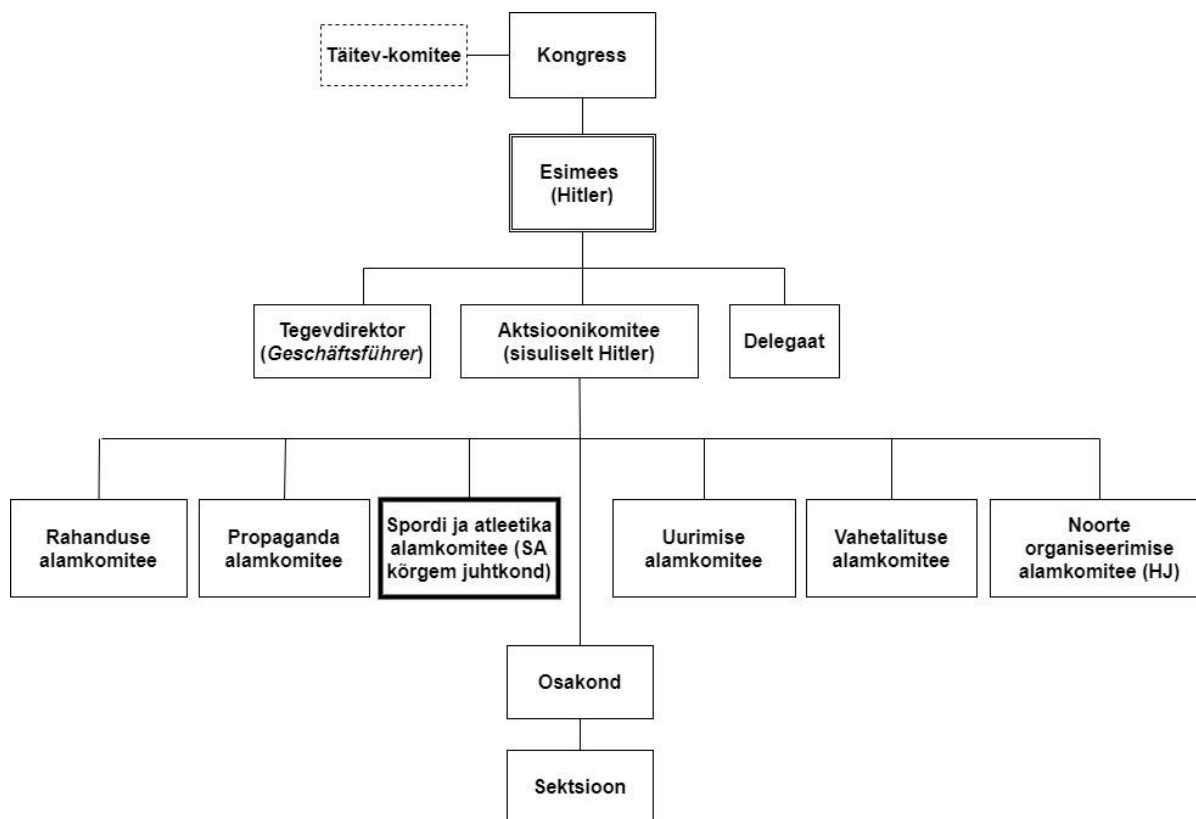 Täitev-komitee
Kongress
Esimees
(Hitler)
Tegevdirektor
(Geschäftsführer)
Aktsioonikomitee
(sisuliselt Hitler)
Delegaat
Rahanduse
alamkomitee
Propaganda
alamkomitee
Spordi ja atleetika
alamkomitee (SA
kõrgem juhtkond)
Uurimise
alamkomitee
Vahetalituse
alamkomitee
Noorte
organiseerimise
alamkomitee (HJ)
Osakond
Sektsioon